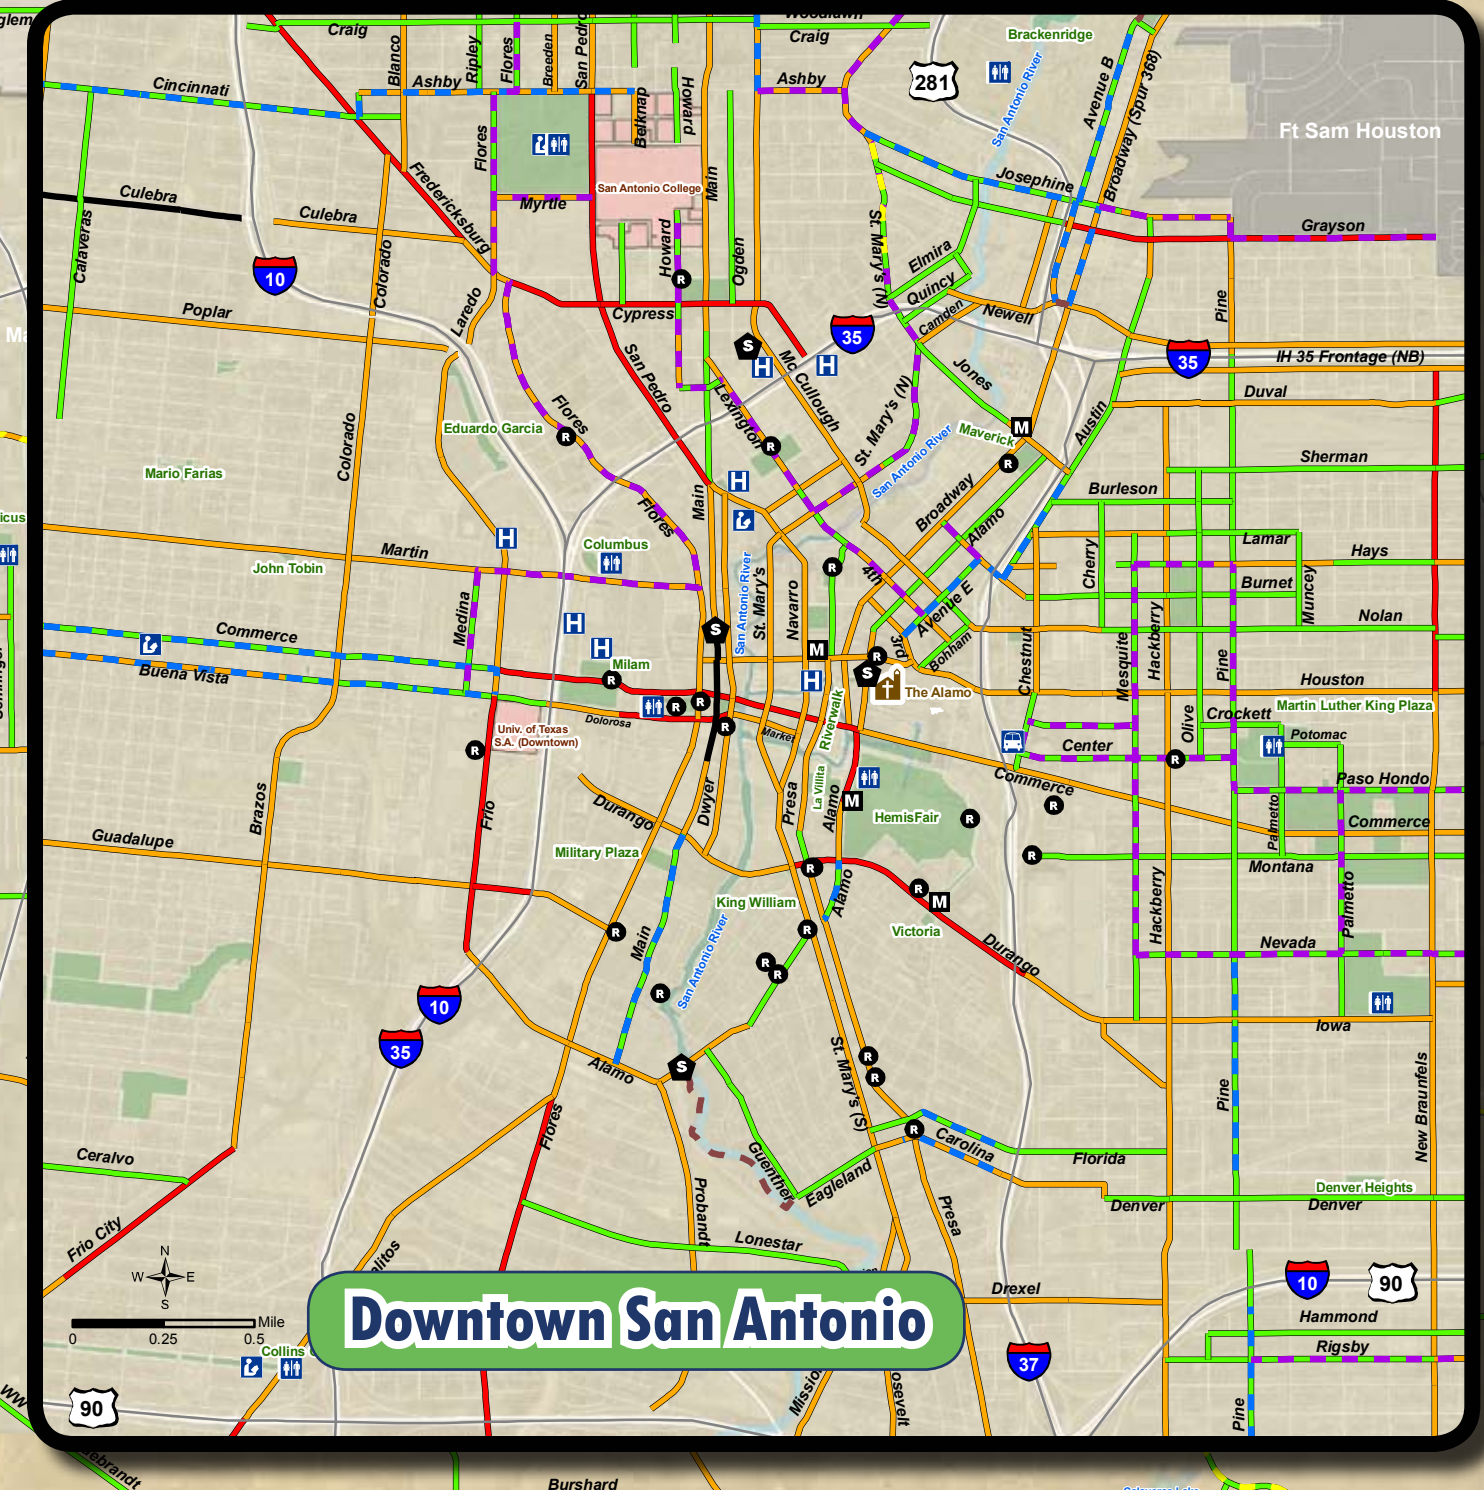 Craig
Woodlawn
Craig
Brackenridge
Blanco
Ripley
Flores
Breeden
San Pedro
Cincinnati
Ashby
Ashby
281
San Antonio River
Avenue B
Broadway (Spur 368)
Ft Sam Houston
Howard
Belknap
Flores
Main
San Antonio College
Josephine
Culebra
Culebra
Fredericksburg
Myrtle
Calaveras
Colorado
Howard
Ogden
St. Mary's (N)
Elmira
Grayson
10
R
Quincy
Camden
Newell
Pine
Poplar
Laredo
Cypress
35
35
IH 35 Frontage (NB)
S
H
H
San Pedro
McCullough
Jones
Duval
Lexington
Flores
Eduardo Garcia
R
R
St. Mary's (N)
Maverick
M
Austin
R
Colorado
Mario Farias
San Antonio River
Sherman
H
Main
Flores
Broadway
Burleson
Alamo
H
Martin
Columbus
John Tobin
San Antonio River
St. Mary's
Navarro
R
4th
Cherry
Lamar
Hays
Burnet
Muncey
Avenue E
Medina
Commerce
H
H
S
M
3rd
Bohham
R
Chestnut
Mesquite
Hackberry
Pine
Nolan
Milam
Buena Vista
R
R
R
H
S
The Alamo
Houston
Dolorosa
R
Market
Riverwalk
Olive
Crockett
Martin Luther King Plaza
Potomac
Univ. of Texas
S.A. (Downtown)
R
Center
R
Commerce
Paso Hondo
La Villita
M
Alamo
Durango
Dwyer
Presa
Frio
Brazos
HemisFair
R
R
R
Palmetto
Commerce
Guadalupe
Military Plaza
Montana
R
Alamo
R
M
King William
Hackberry
Palmetto
Victoria
R
R
Main
San Antonio River
Nevada
Durango
R
R
R
10
35
Iowa
Alamo
S
St. Mary's (S)
R
R
Pine
New Braunfels
Flores
R
Carolina
Florida
Ceralvo
Guenther
Eagleland
Denver Heights
Probandt
Denver
Denver
Presa
Frio City
Lonestar
N
W E
S
Drexel
10
90
Downtown San Antonio
Mile
0 0.25 0.5
Hammond
Collins
37
Rigsby
90
Mission
Pine
Burshard